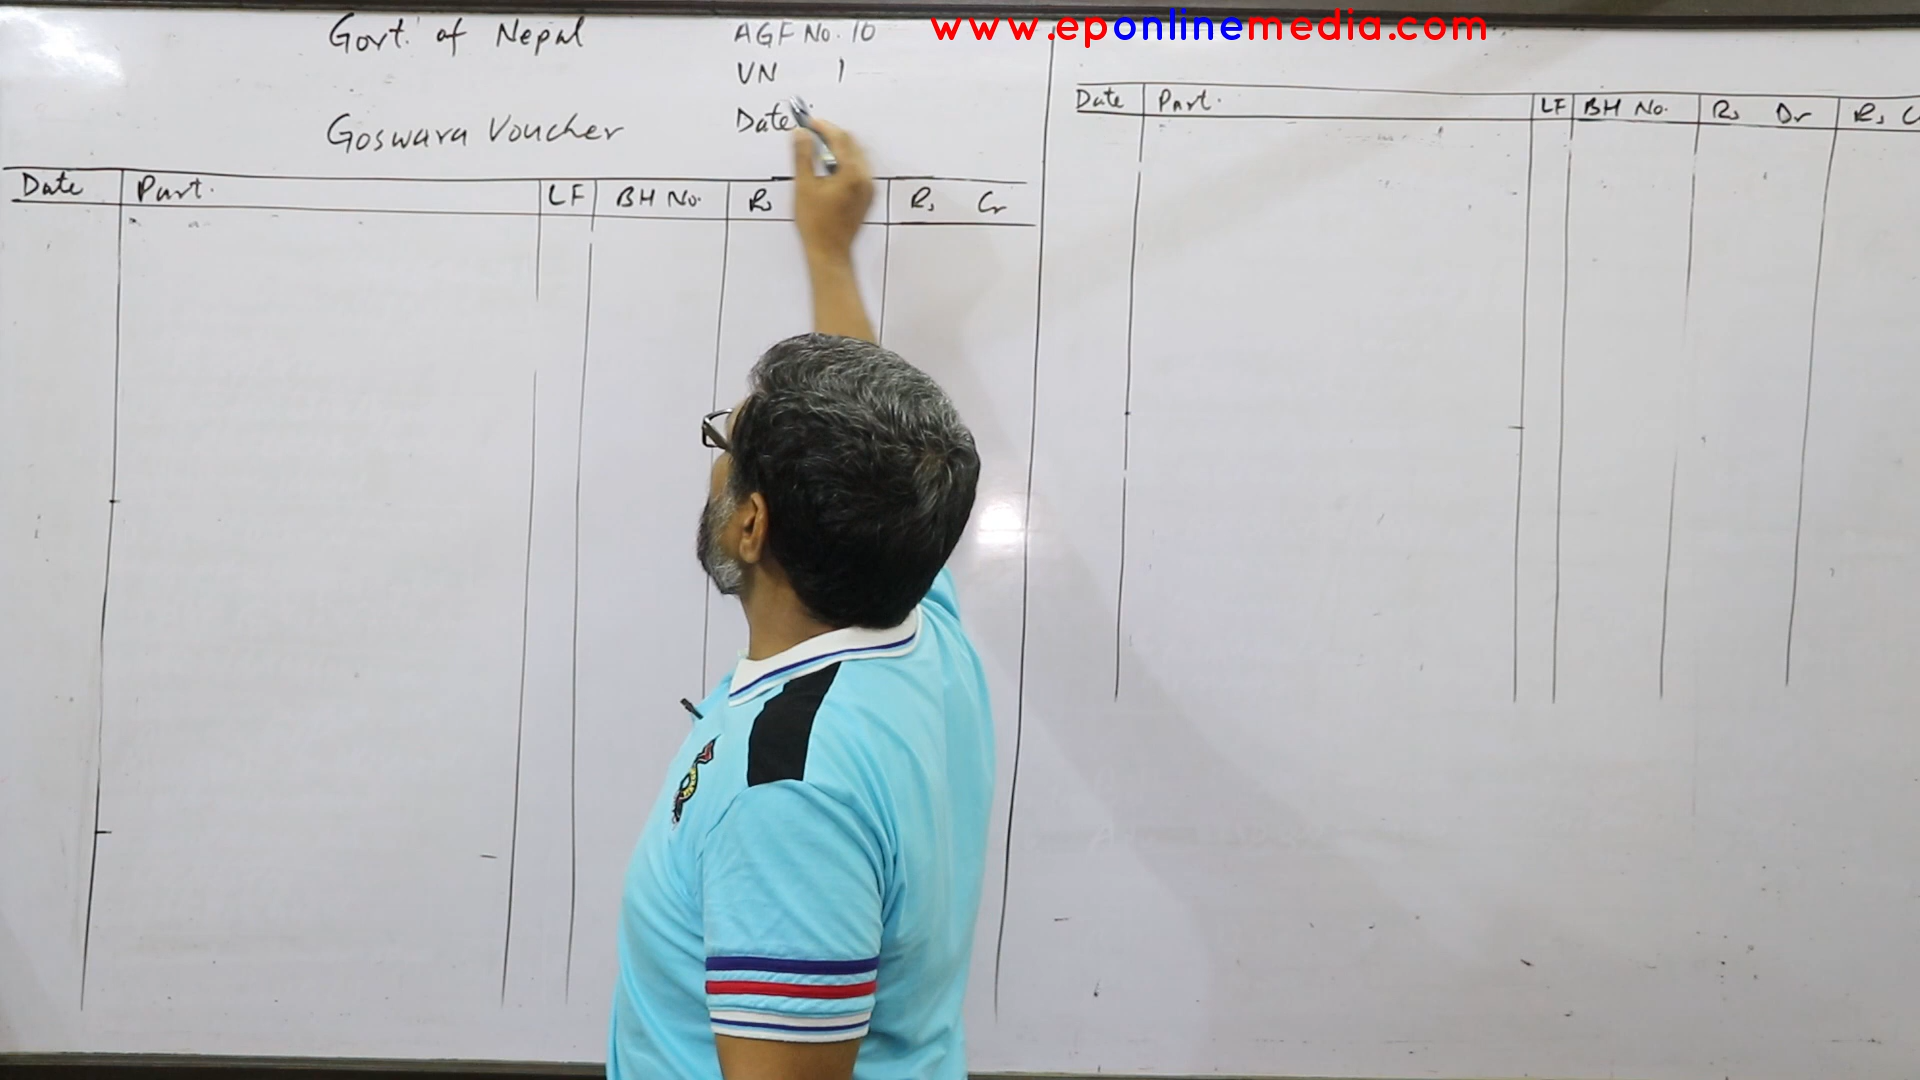 www.eponlinemedia.com
Govt. of Nepal AGF No. 10
VN 1
Goswara Voucher Date:
Date Part. LF BH No. Rs Rs Cr
Date Part. LF BH No. Rs Dr Rs C